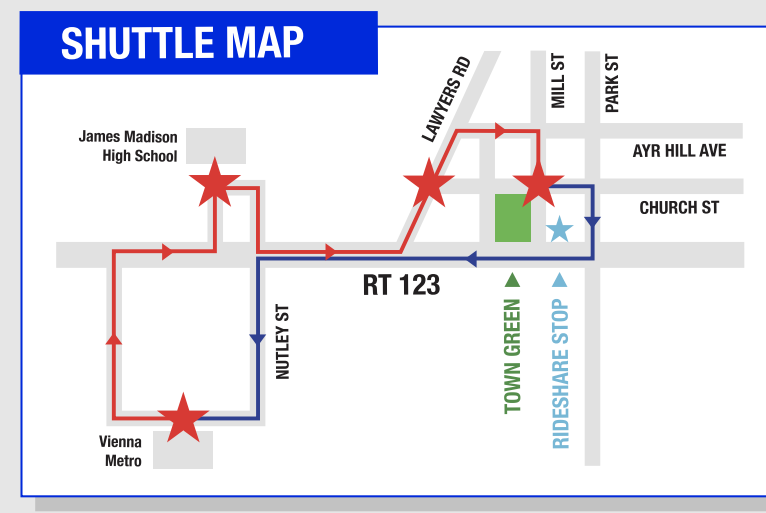 SHUTTLE MAP
LAWYERS RD
MILL ST
PARK ST
James Madison
High School
AYR HILL AVE
CHURCH ST
RT 123
NUTLEY ST
TOWN GREEN
RIDESHARE STOP
Vienna
Metro